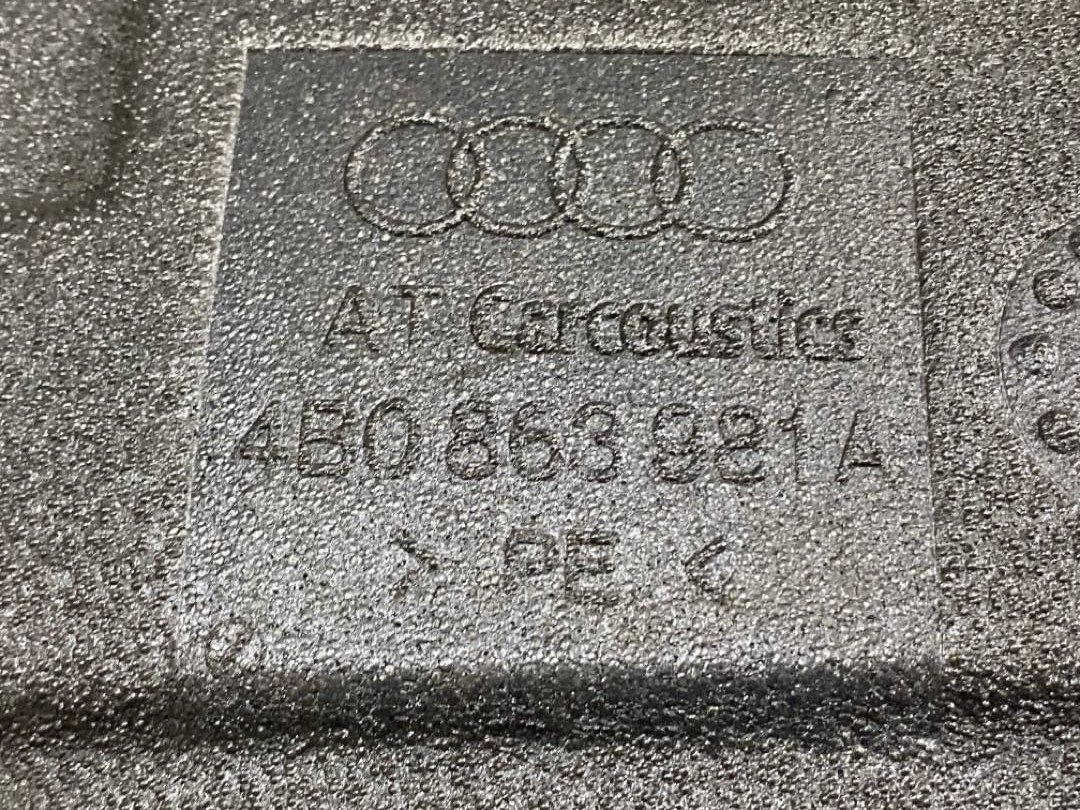 AT Carcoustics
4B0 863 981 A
> PE <